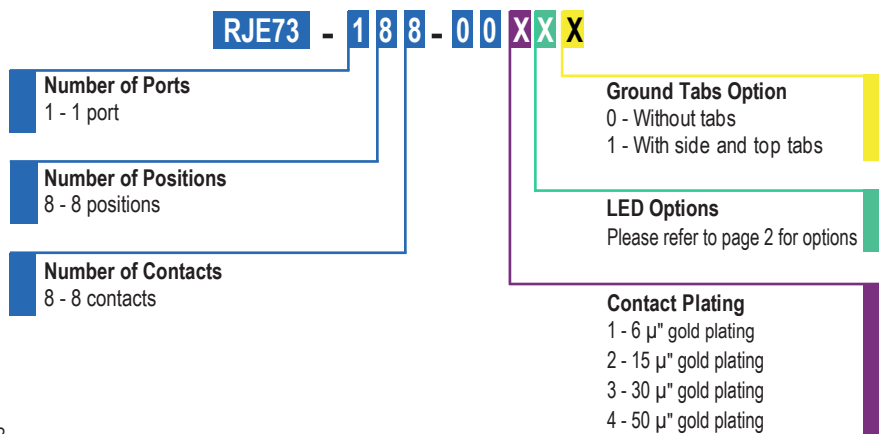 RJE73 - 1 8 8 - 0 0 X X X
Number of Ports
1 - 1 port
Number of Positions
8 - 8 positions
Number of Contacts
8 - 8 contacts
Ground Tabs Option
0 - Without tabs
1 - With side and top tabs
LED Options
Please refer to page 2 for options
Contact Plating
1 - 6 µ" gold plating
2 - 15 µ" gold plating
3 - 30 µ" gold plating
4 - 50 µ" gold plating